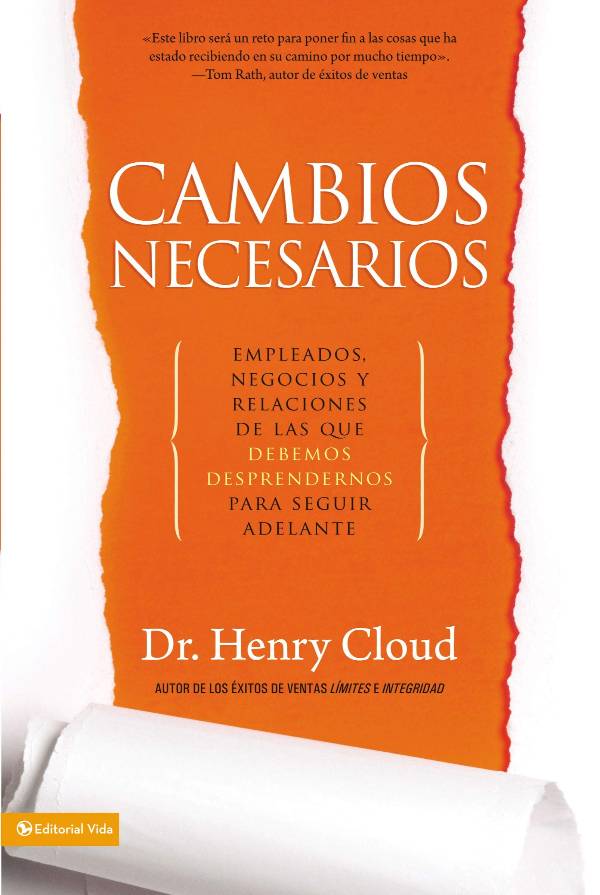 «Este libro será un reto para poner fin a las cosas que ha
estado recibiendo en su camino por mucho tiempo».
—Tom Rath, autor de éxitos de ventas
CAMBIOS
NECESARIOS
EMPLEADOS,
NEGOCIOS Y
RELACIONES
DE LAS QUE
DEBEMOS
DESPRENDERNOS
PARA SEGUIR
ADELANTE
Dr. Henry Cloud
AUTOR DE LOS ÉXITOS DE VENTAS LÍMITES E INTEGRIDAD
Editorial Vida